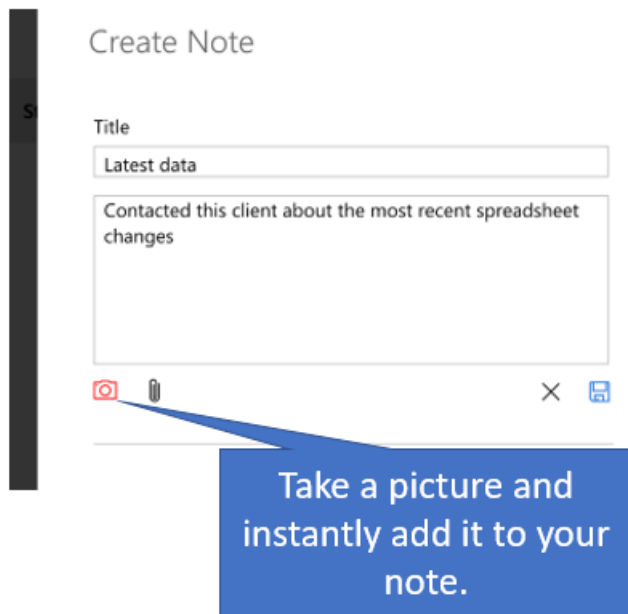 Create Note
Title
Latest data
Contacted this client about the most recent spreadsheet
changes
Take a picture and
instantly add it to your
note.